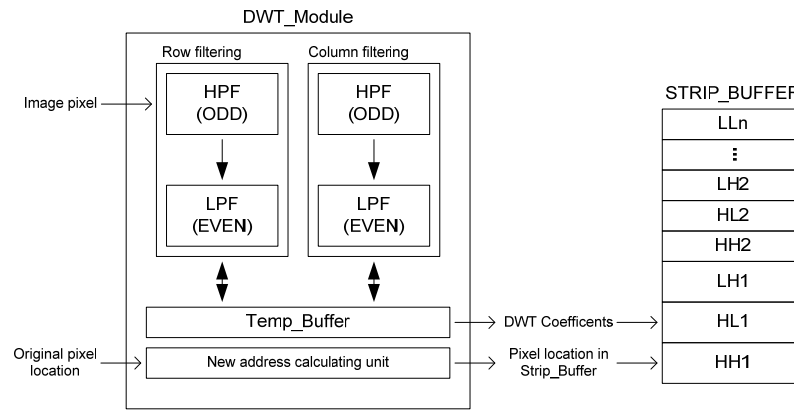 DWT_Module
Row filtering
Column filtering
HPF
(ODD)
HPF
(ODD)
Image pixel
LPF
(EVEN)
LPF
(EVEN)
Temp_Buffer
DWT Coefficents
Original pixel
location
New address calculating unit
Pixel location in
Strip_Buffer
STRIP_BUFFER
LLn
⋮
LH2
HL2
HH2
LH1
HL1
HH1